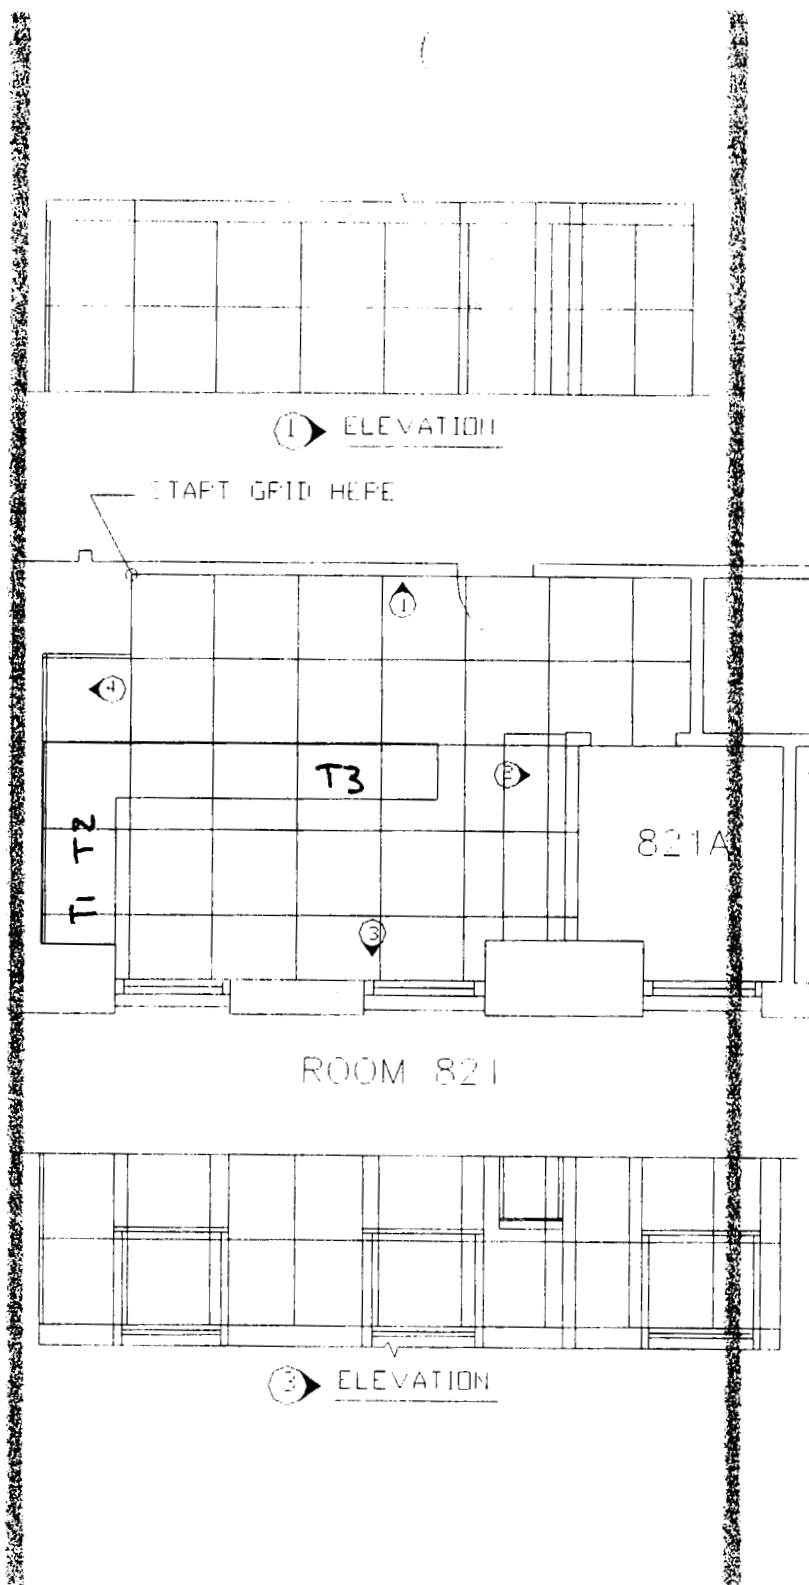 1 ELEVATION
START GRID HERE
1
4
T3
2
821A
T2
T1
3
ROOM 821
3 ELEVATION